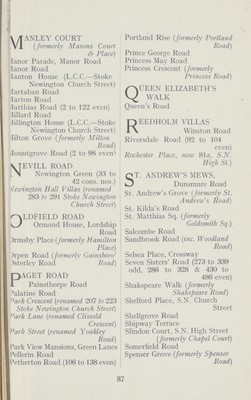 MANLEY COURT
(formerly Masons Court
& Place)
Manor Parade, Manor Road
Manor Road
Manton House (L.C.C.—Stoke
Newington Church Street)
Martaban Road
Marton Road
Matthias Road (2 to 122 even)
Millard Road
Millington House (L.C.C.—Stoke
Newington Church Street)
Milton Grove (formerly Milton
Road)
Mountgrove Road (2 to 98 even)
NEVILL ROAD
Newington Green (33 to
42 cons. nos.)
Newington Hall Villas (renamed
283 to 291 Stoke Newington
Church Street)
OLDFIELD ROAD
Ormond House, Lordship
Road
Ormsby Place (formerly Hamilton
Place)
Orpen Road (formerly Gainsboro'
Osterley Road Road)
PAGET ROAD
Painsthorpe Road
Palatine Road
Park Crescent (renamed 207 to 223
Stoke Newington Church Street)
Park Lane (renamed Clissold
Crescent)
Park Street (renamed Yoakley
Road)
Park View Mansions, Green Lanes
Pellerin Road
Petherton Road (106 to 138 even)
Portland Rise (formerly Portland
Road)
Prince George Road
Princess May Road
Princess Crescent (formerly
Princess Road)
QUEEN ELIZABETH'S
WALK
Queen's Road
REEDHOLM VILLAS
Winston Road
Riversdale Road (92 to 104
even)
Rochester Place, now 81A, S.N.
High St.)
ST. ANDREW'S MEWS,
Dunsmure Road
St. Andrew's Grove (formerly St.
Andrew's Road)
St. Kilda's Road
St. Matthias Sq. (formerly
Goldsmith Sq.)
Salcombe Road
Sandbrook Road (inc. Woodland
Road)
Selsea Place, Crossway
Seven Sisters' Road (273 to 339
odd, 286 to 328 & 430 to
486 even)
Shakspeare Walk (formerly
Shakspeare Road)
Shelford Place, S.N. Church
Street
Shellgrove Road
Shipway Terrace
Slindon Court, S.N. High Street
(formerly Chapel Court)
Somerfield Road
Spenser Grove (formerly Spenser
Road)
87